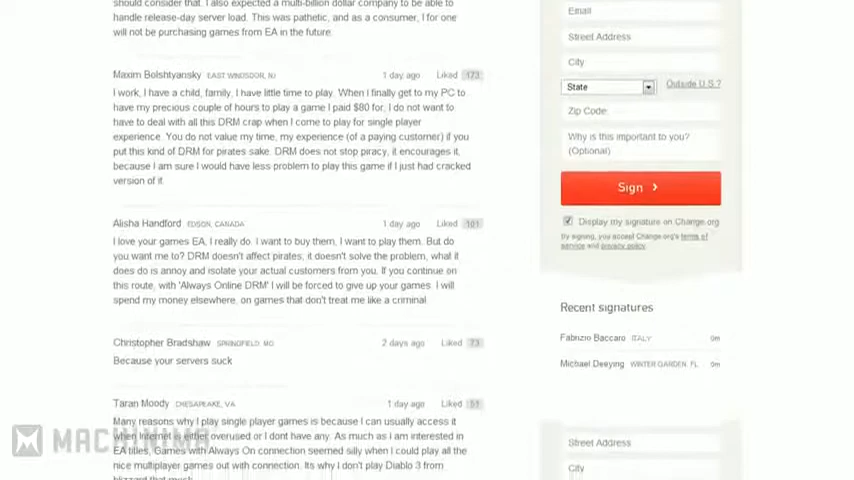 should consider that. I also expected a multi-billion dollar company to be able to
handle release-day server load. This was pathetic, and as a consumer, I for one
will not be purchasing games from EA in the future.
Maxim Bolshtyansky EAST WINDSOR, NJ 1 day ago Liked 173
I work, I have a child, family, I have little time to play. When I finally get to my PC to
have my precious couple of hours to play a game I paid $80 for, I do not want to
have to deal with all this DRM crap when I come to play for single player
experience. You do not value my time, my experience (of a paying customer) if you
put this kind of DRM for pirates sake. DRM does not stop piracy, it encourages it,
because I am sure I would have less problem to play this game if I just had cracked
version of it.
Alisha Handford EDSON, CANADA 1 day ago Liked 101
I love your games EA, I really do. I want to buy them, I want to play them. But do
you want me to? DRM doesn't affect pirates, it doesn't solve the problem, what it
does do is annoy and isolate your actual customers from you. If you continue on
this route, with 'Always Online DRM' I will be forced to give up your games. I will
spend my money elsewhere, on games that don't treat me like a criminal.
Christopher Bradshaw SPRINGFIELD, MO 2 days ago Liked 73
Because your servers suck
Taran Moody CHESAPEAKE, VA 1 day ago Liked 51
Many reasons why I play single player games is because I can usually access it
when Internet is either overused or I dont have any. As much as i am interested in
EA titles, Games with Always On connection seemed silly when I could play all the
nice multiplayer games out with connection. Its why I don't play Diablo 3 from
blizzard that much.
Email
Street Address
City
State Outside U.S.?
Zip Code
Why is this important to you?
(Optional)
Sign >
Display my signature on Change.org
By signing, you accept Change.org's terms of
service and privacy policy.
Recent signatures
Fabrizio Baccaro ITALY 0m
Michael Deeying WINTER GARDEN, FL 0m
Street Address
City
MACHINIMA